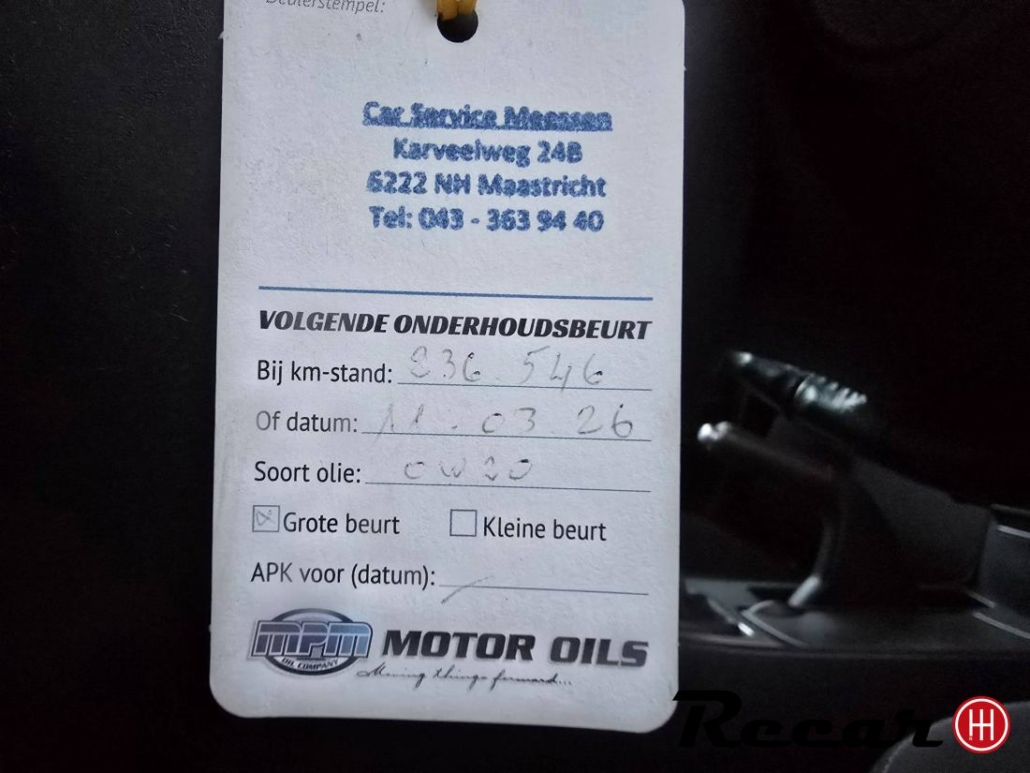 Dealerstempel:
Car Service Meessen
Karveelweg 24B
6222 NH Maastricht
Tel: 043 - 363 94 40
VOLGENDE ONDERHOUDSBEURT
Bij km-stand: 236.546
Of datum: 11.03.26
Soort olie: 0W20
Grote beurt Kleine beurt
APK voor (datum): /
MPM MOTOR OILS
OIL COMPANY
Moving things forward...
Recar H